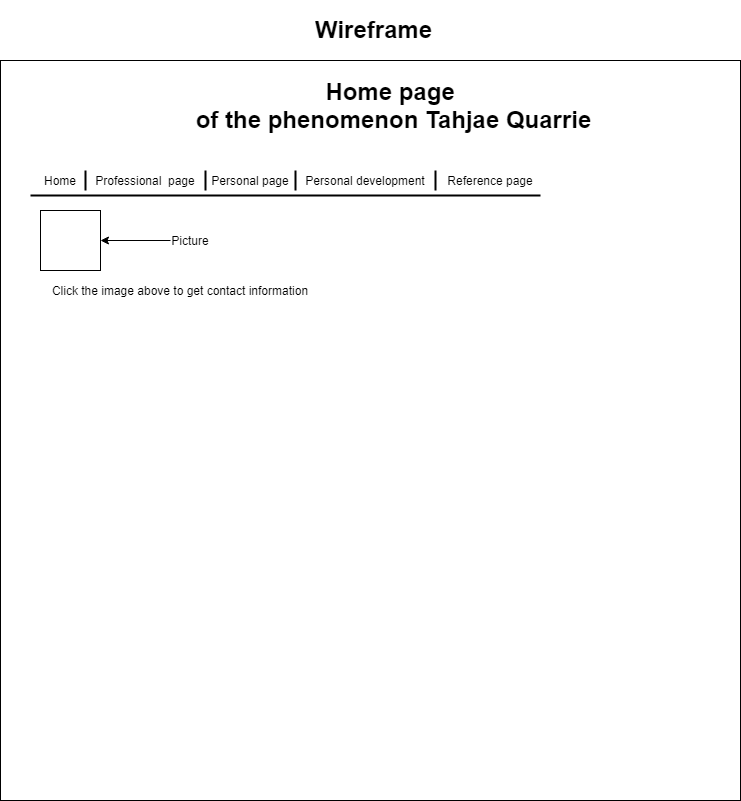 Wireframe
Home page
of the phenomenon Tahjae Quarrie
Home Professional page Personal page Personal development Reference page
Picture
Click the image above to get contact information